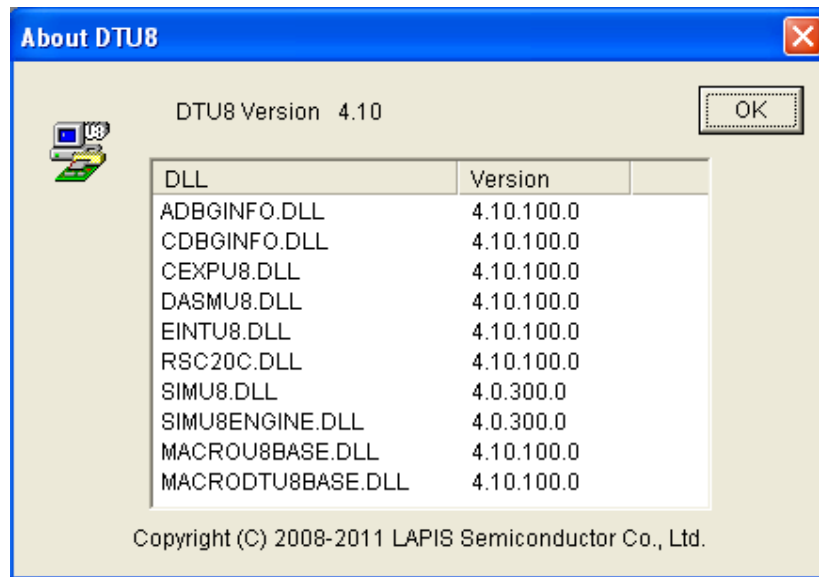 About DTU8
DTU8 Version 4.10
OK
U8
DLL Version
ADBGINFO.DLL 4.10.100.0
CDBGINFO.DLL 4.10.100.0
CEXPU8.DLL 4.10.100.0
DASMU8.DLL 4.10.100.0
EINTU8.DLL 4.10.100.0
RSC20C.DLL 4.10.100.0
SIMU8.DLL 4.0.300.0
SIMU8ENGINE.DLL 4.0.300.0
MACROU8BASE.DLL 4.10.100.0
MACRODTU8BASE.DLL 4.10.100.0
Copyright (C) 2008-2011 LAPIS Semiconductor Co., Ltd.